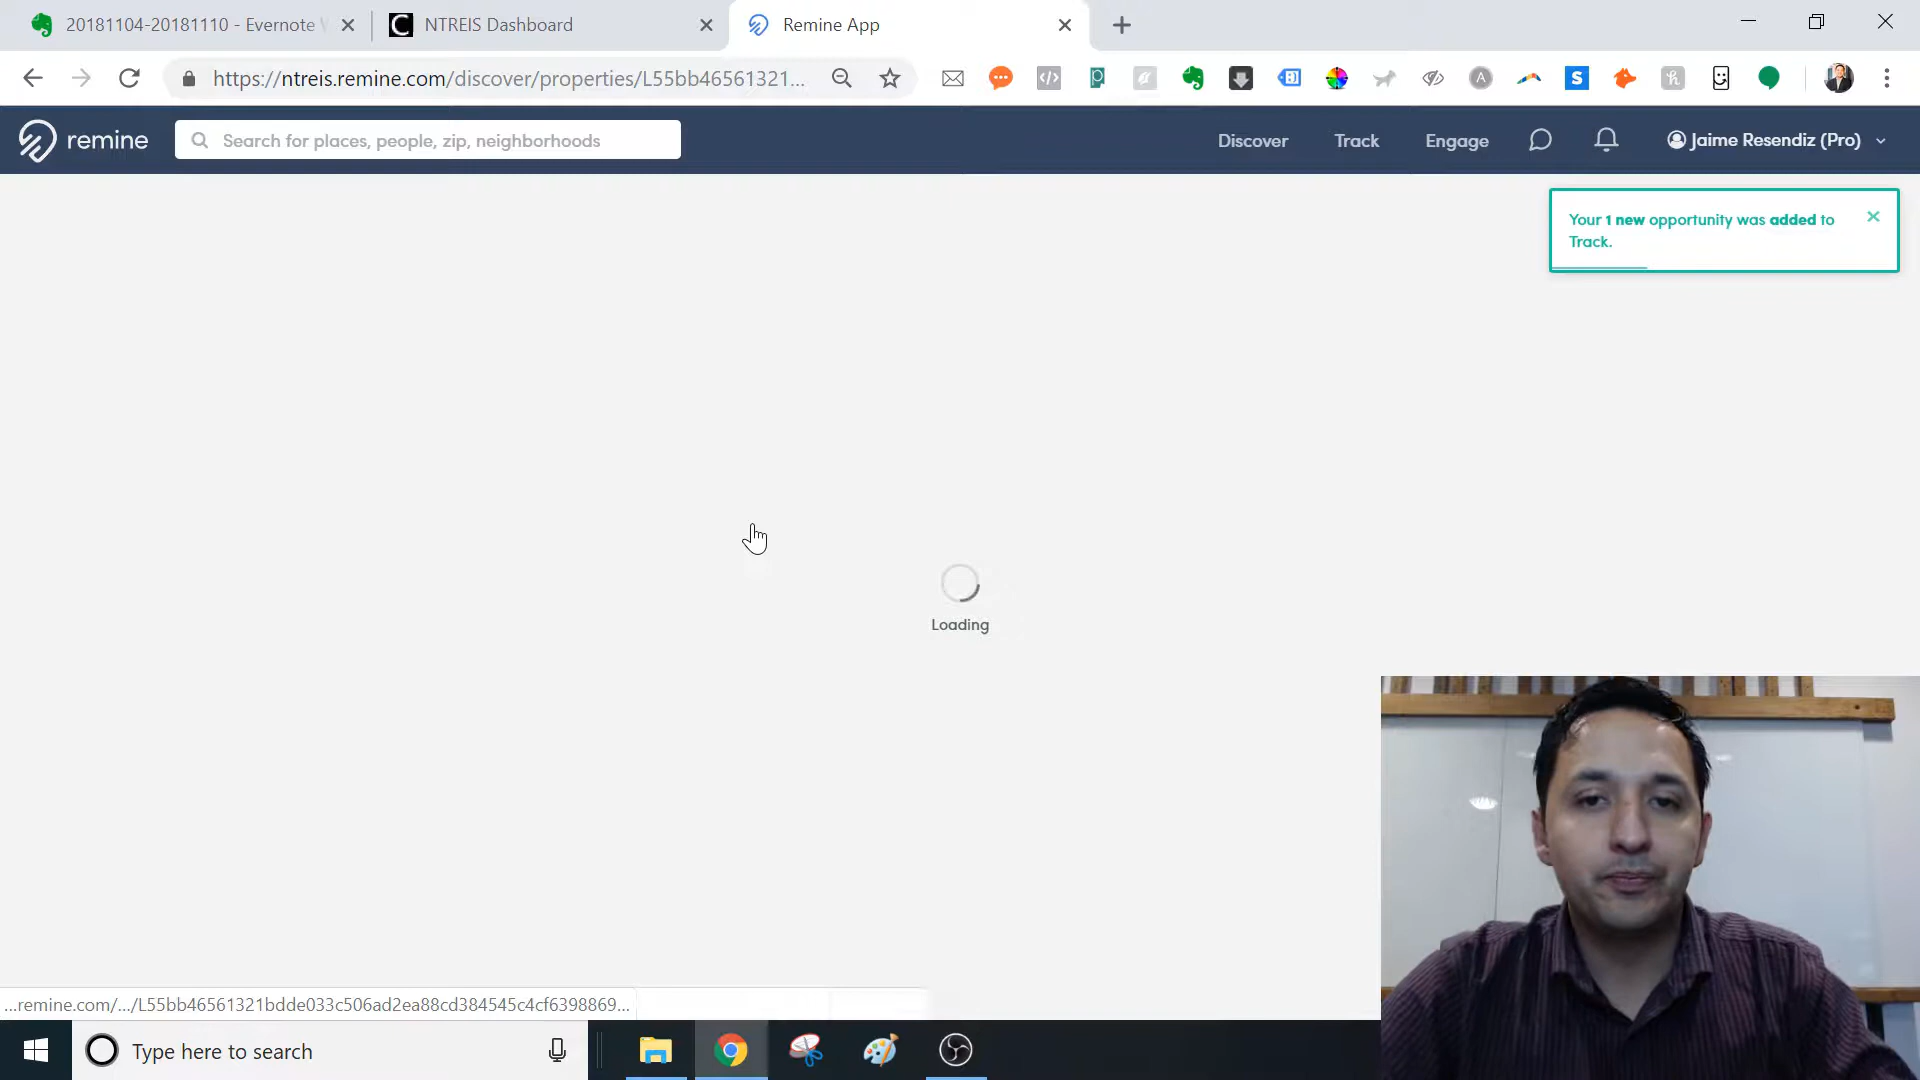 20181104-20181110 - Evernote
NTREIS Dashboard
Remine App
https://ntreis.remine.com/discover/properties/L55bb46561321...
remine
Search for places, people, zip, neighborhoods
Discover
Track
Engage
Jaime Resendiz (Pro)
Your 1 new opportunity was added to
Track.
Loading
...remine.com/.../L55bb46561321bdde033c506ad2ea88cd384545c4cf6398869...
Type here to search